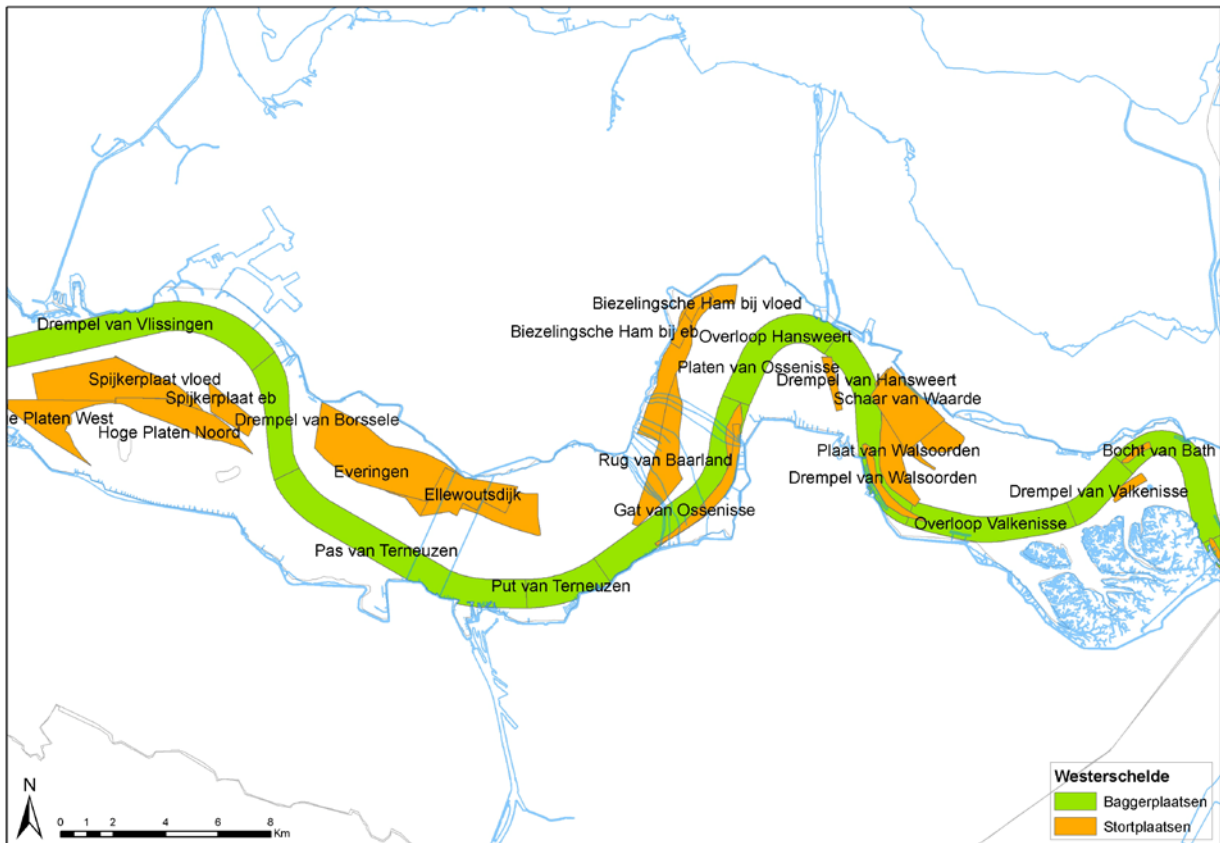 Biezelingsche Ham bij vloed
Drempel van Vlissingen
Biezelingsche Ham bij eb
Overloop Hansweert
Platen van Ossenisse
Spijkerplaat vloed
Drempel van Hansweert
Spijkerplaat eb
Schaar van Waarde
e Platen West
Drempel van Borssele
Hoge Platen Noord
Plaat van Walsoorden
Bocht van Bath
Rug van Baarland
Everingen
Drempel van Walsoorden
Ellewoutsdijk
Drempel van Valkenisse
Gat van Ossenisse
Overloop Valkenisse
Pas van Terneuzen
Put van Terneuzen
N
0 1 2 4 6 8
Km
Westerschelde
Baggerplaatsen
Stortplaatsen